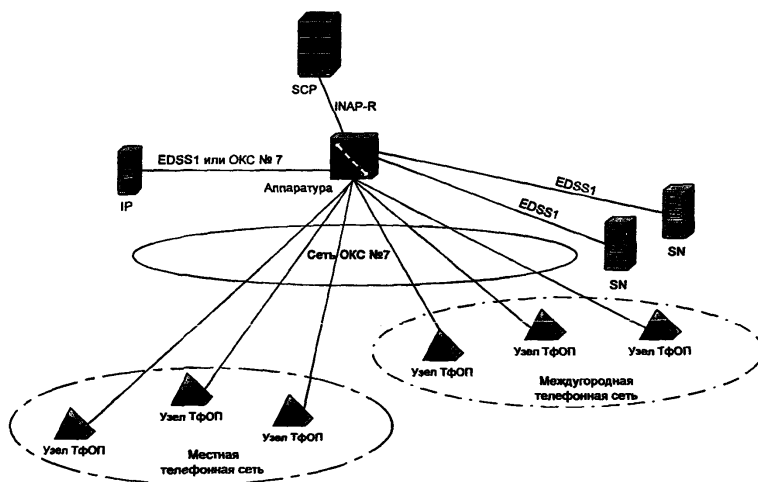 SCP
INAP-R
EDSS1 или ОКС № 7
IP
Аппаратура
EDSS1
EDSS1
SN
SN
Сеть ОКС №7
Узел ТфОП
Узел ТфОП
Узел ТфОП
Междугородная
телефонная сеть
Узел ТфОП
Узел ТфОП
Узел ТфОП
Местная
телефонная сеть